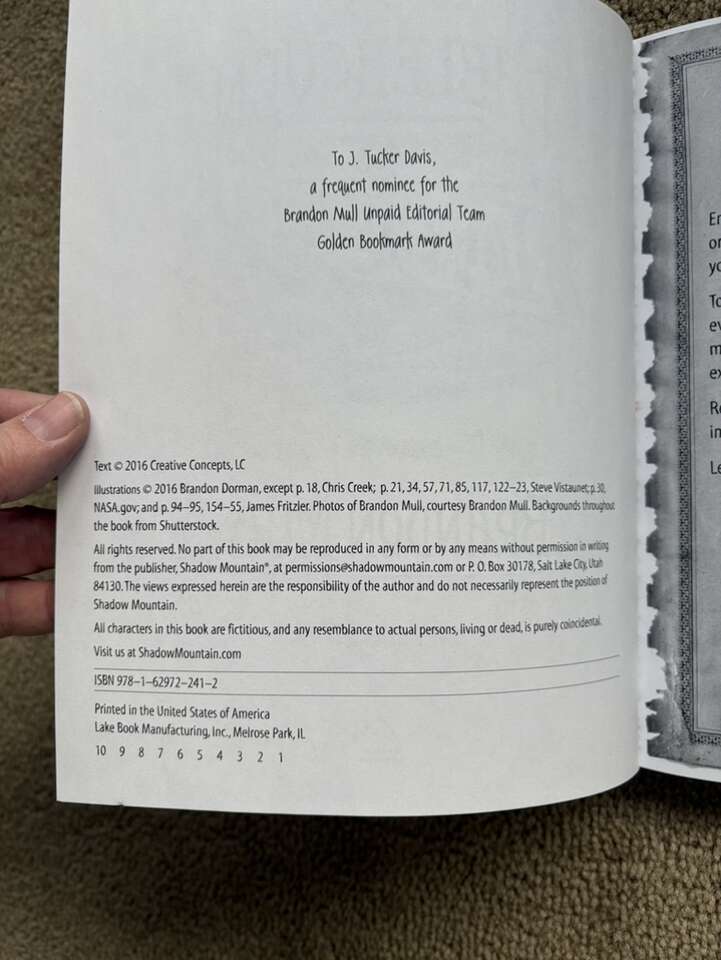 To J. Tucker Davis,
a frequent nominee for the
Brandon Mull Unpaid Editorial Team
Golden Bookmark Award
Text © 2016 Creative Concepts, LC
Illustrations © 2016 Brandon Dorman, except p. 18, Chris Creek; p. 21, 34, 57, 71, 85, 117, 122–23, Steve Vistaunet; p. 30,
NASA.gov; and p. 94–95, 154–55, James Fritzler. Photos of Brandon Mull, courtesy Brandon Mull. Backgrounds throughout
the book from Shutterstock.
All rights reserved. No part of this book may be reproduced in any form or by any means without permission in writing
from the publisher, Shadow Mountain®, at permissions@shadowmountain.com or P. O. Box 30178, Salt Lake City, Utah
84130. The views expressed herein are the responsibility of the author and do not necessarily represent the position of
Shadow Mountain.
All characters in this book are fictitious, and any resemblance to actual persons, living or dead, is purely coincidental.
Visit us at ShadowMountain.com
ISBN 978-1-62972-241-2
Printed in the United States of America
Lake Book Manufacturing, Inc., Melrose Park, IL
10 9 8 7 6 5 4 3 2 1